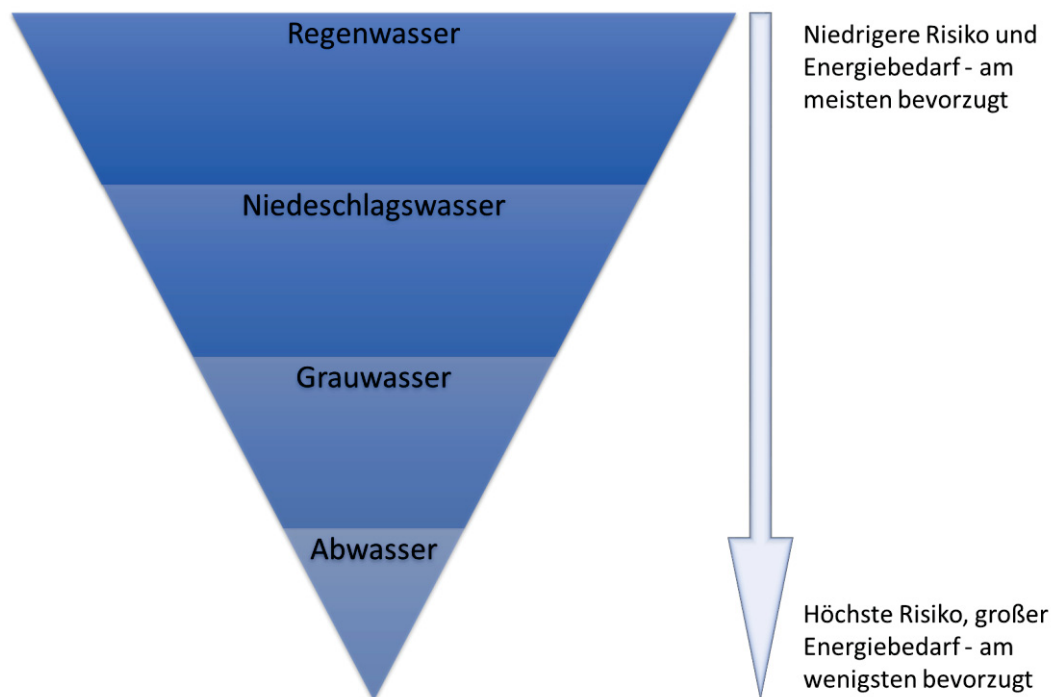 Regenwasser
Niedeschlagswasser
Grauwasser
Abwasser
Niedrigere Risiko und
Energiebedarf - am
meisten bevorzugt
Höchste Risiko, großer
Energiebedarf - am
wenigsten bevorzugt